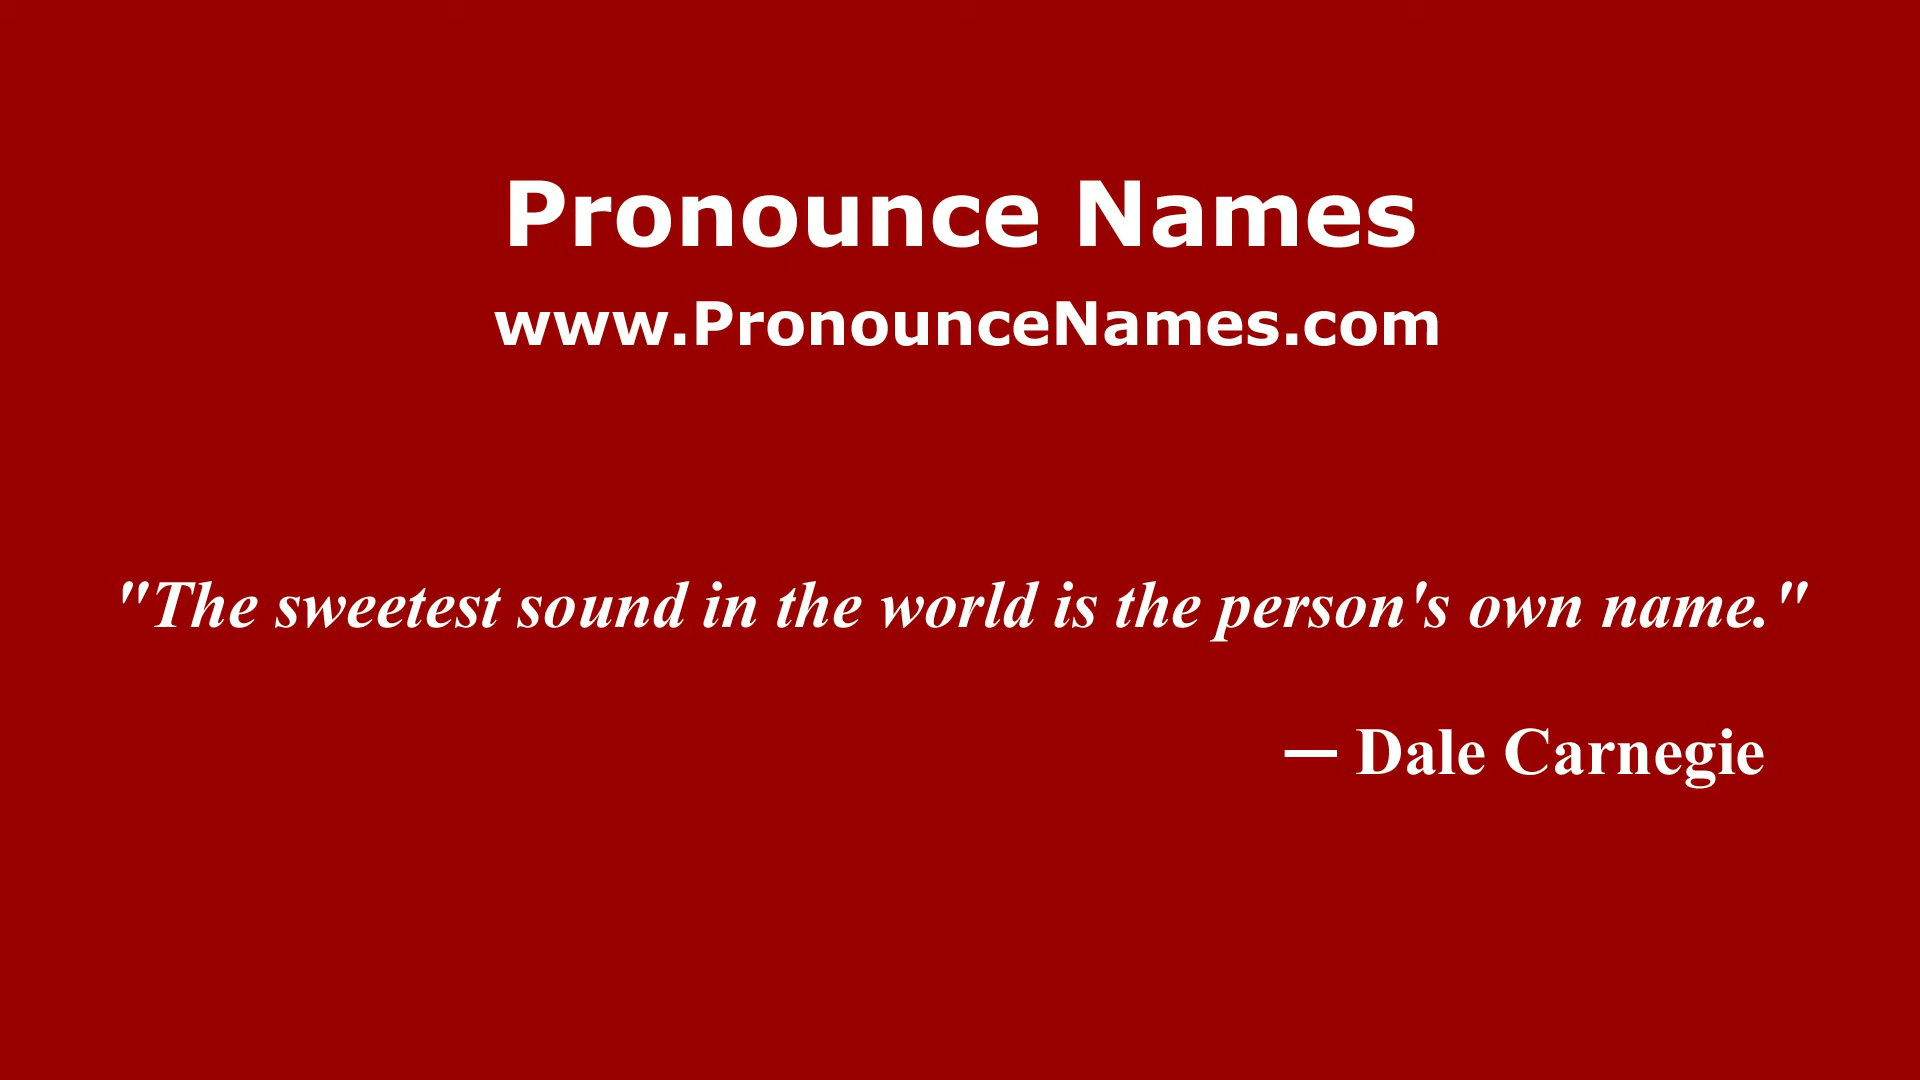 Pronounce Names
www.PronounceNames.com
"The sweetest sound in the world is the person's own name."
— Dale Carnegie